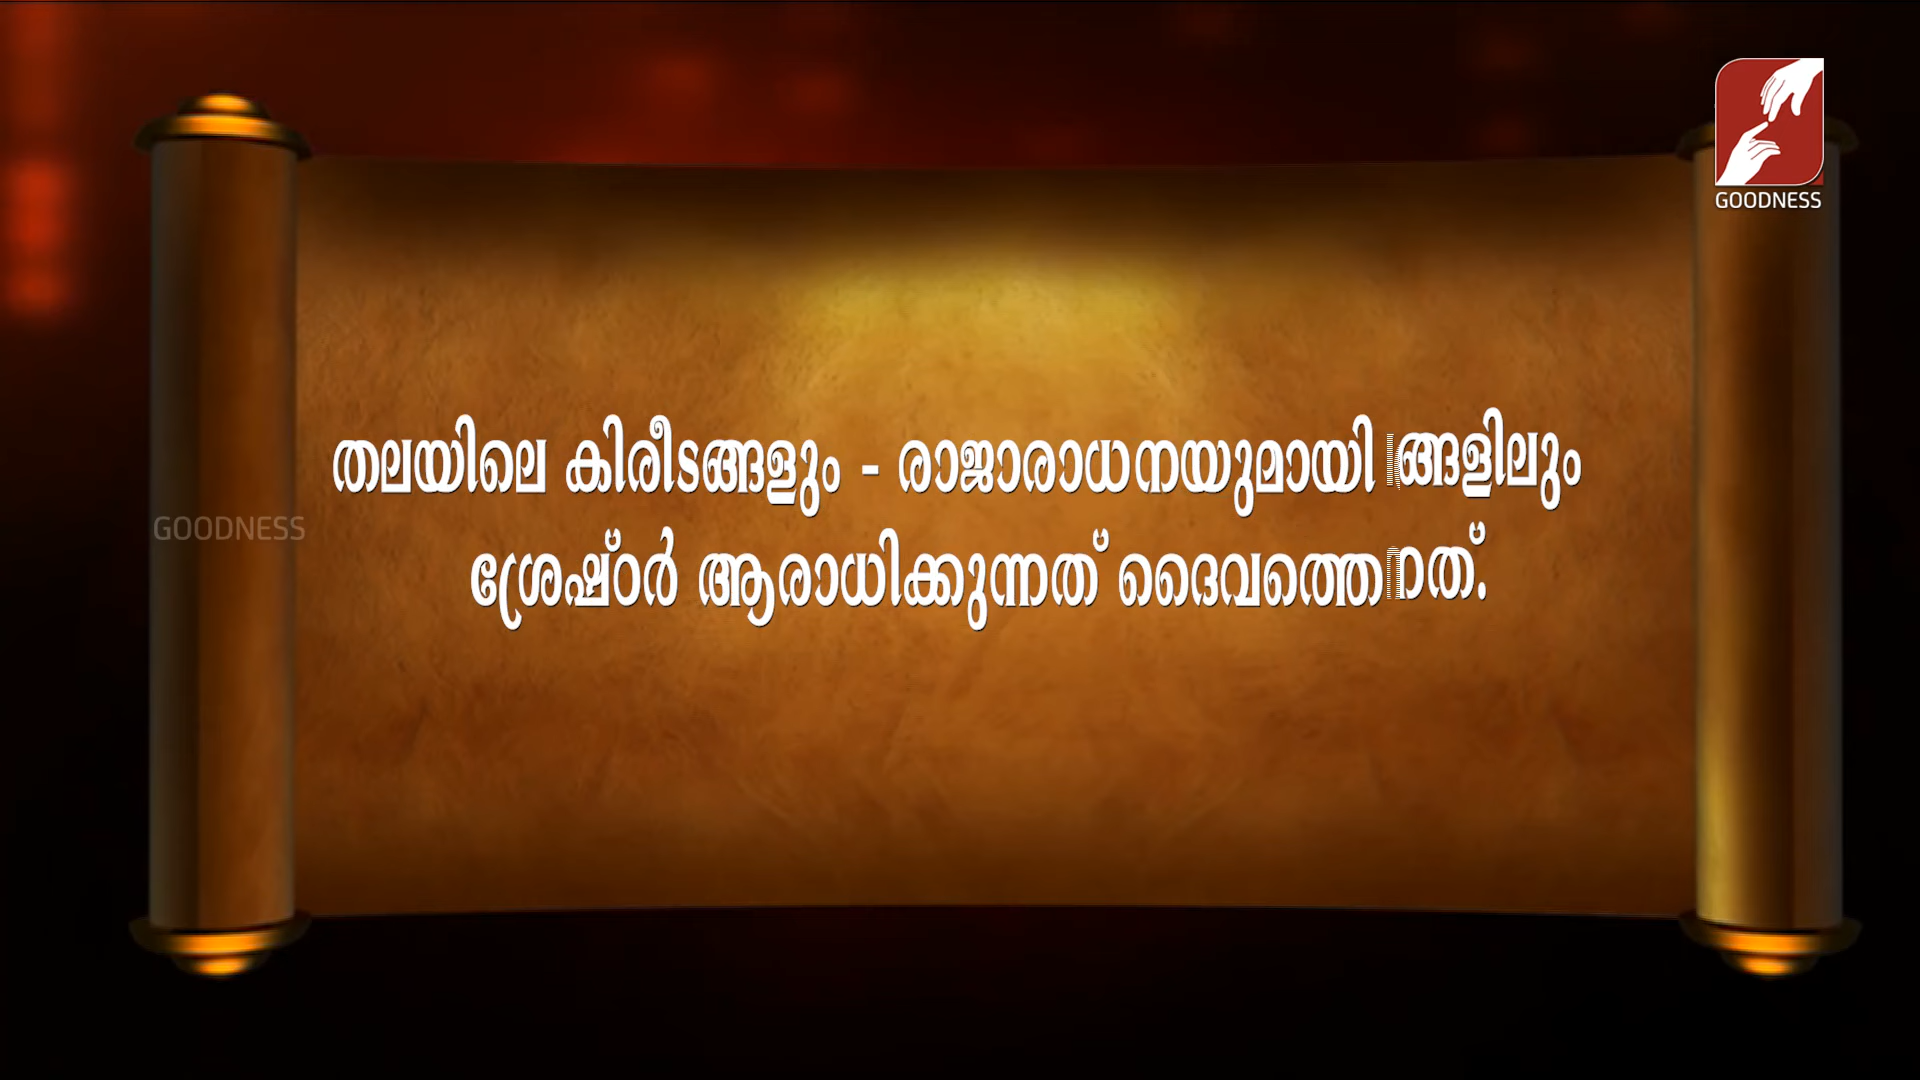 GOODNESS
തലയിലെ കിരീടങ്ങളും - രാജാരാധനയുമായി ങ്ങളിലും
GOODNESS
ശ്രേഷ്ഠർ ആരാധിക്കുന്നത് ദൈവത്തെ